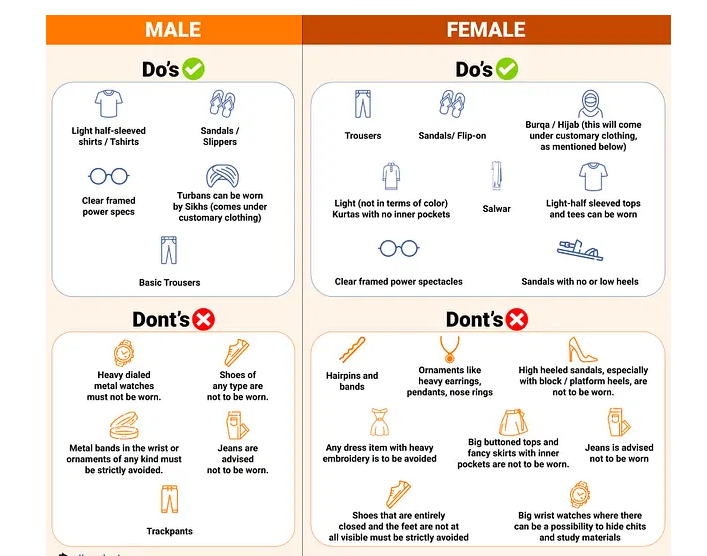 MALE
Do's
Light half-sleeved
shirts / Tshirts
Sandals /
Slippers
Clear framed
power specs
Turbans can be worn
by Sikhs (comes under
customary clothing)
Basic Trousers
Dont's
Heavy dialed
metal watches
must not be worn.
Shoes of
any type are
not to be worn.
Metal bands in the wrist or
ornaments of any kind must
be strictly avoided.
Jeans are
advised
not to be worn.
Trackpants
FEMALE
Do's
Trousers
Sandals/ Flip-on
Burqa / Hijab (this will come
under customary clothing,
as mentioned below)
Light (not in terms of color)
Kurtas with no inner pockets
Salwar
Light-half sleeved tops
and tees can be worn
Clear framed power spectacles
Sandals with no or low heels
Dont's
Hairpins and
bands
Ornaments like
heavy earrings,
pendants, nose rings
High heeled sandals, especially
with block / platform heels, are
not to be worn.
Any dress item with heavy
embroidery is to be avoided
Big buttoned tops and
fancy skirts with inner
pockets are not to be worn.
Jeans is advised
not to be worn
Shoes that are entirely
closed and the feet are not at
all visible must be strictly avoided
Big wrist watches where there
can be a possibility to hide chits
and study materials